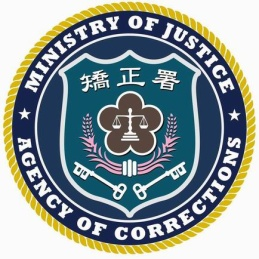 MINISTRY OF JUSTICE
矯正署
AGENCY OF CORRECTIONS